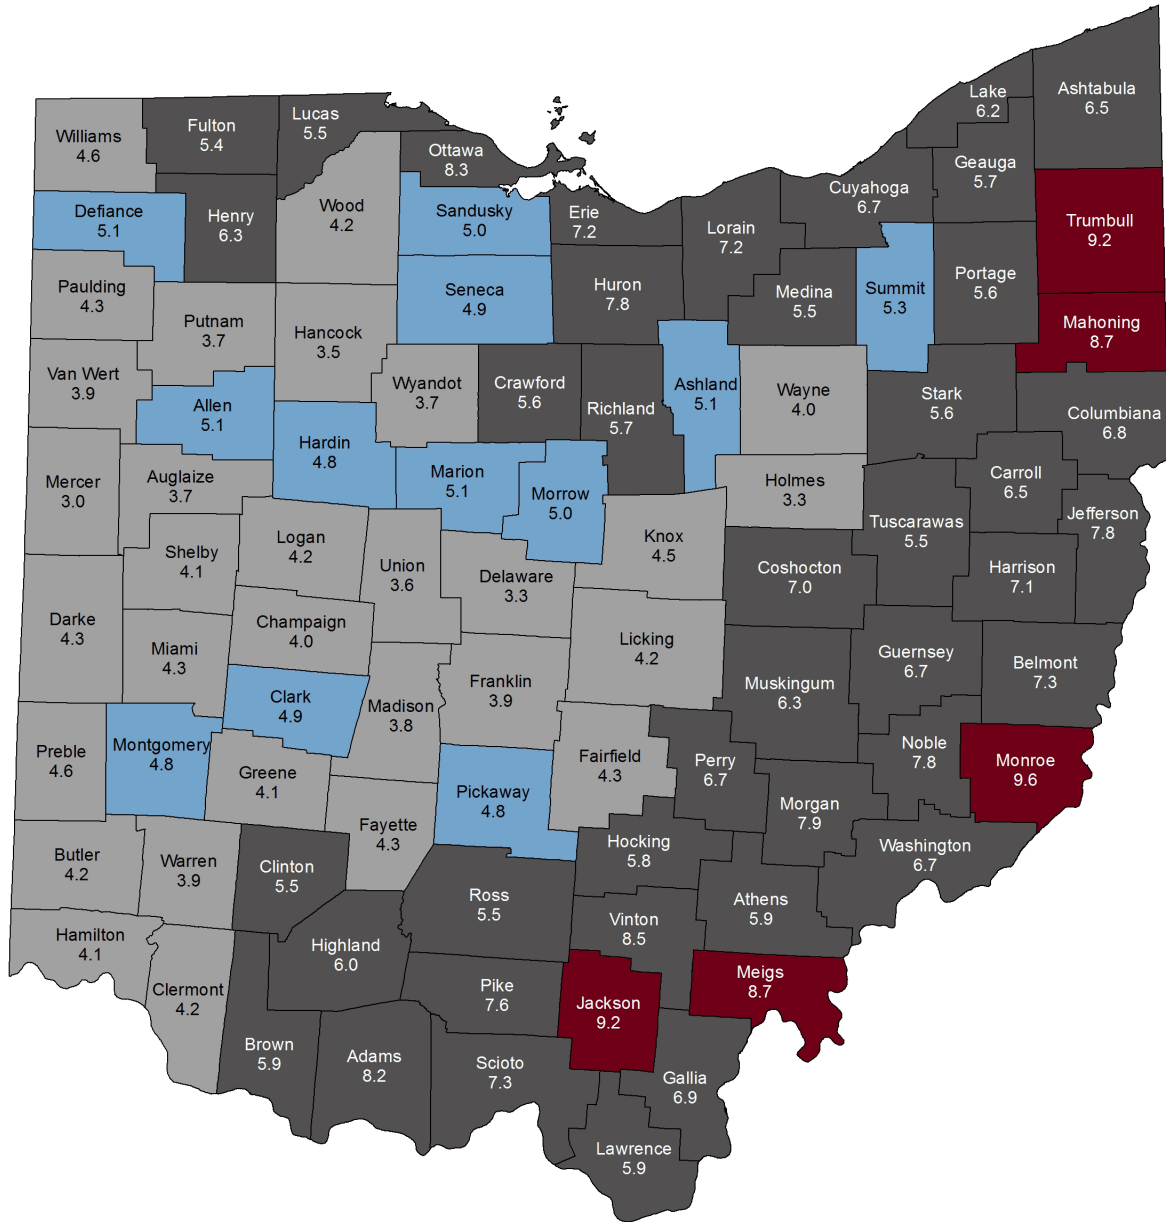 Williams
4.6
Fulton
5.4
Lucas
5.5
Ottawa
8.3
Lake
6.2
Ashtabula
6.5
Geauga
5.7
Cuyahoga
6.7
Defiance
5.1
Henry
6.3
Wood
4.2
Sandusky
5.0
Erie
7.2
Lorain
7.2
Trumbull
9.2
Paulding
4.3
Seneca
4.9
Huron
7.8
Medina
5.5
Summit
5.3
Portage
5.6
Putnam
3.7
Hancock
3.5
Mahoning
8.7
Van Wert
3.9
Allen
5.1
Wyandot
3.7
Crawford
5.6
Richland
5.7
Ashland
5.1
Wayne
4.0
Stark
5.6
Columbiana
6.8
Hardin
4.8
Mercer
3.0
Auglaize
3.7
Marion
5.1
Morrow
5.0
Holmes
3.3
Carroll
6.5
Jefferson
7.8
Tuscarawas
5.5
Shelby
4.1
Logan
4.2
Union
3.6
Delaware
3.3
Knox
4.5
Coshocton
7.0
Harrison
7.1
Darke
4.3
Miami
4.3
Champaign
4.0
Licking
4.2
Guernsey
6.7
Belmont
7.3
Clark
4.9
Madison
3.8
Franklin
3.9
Muskingum
6.3
Preble
4.6
Montgomery
4.8
Greene
4.1
Fairfield
4.3
Perry
6.7
Noble
7.8
Monroe
9.6
Pickaway
4.8
Fayette
4.3
Morgan
7.9
Hocking
5.8
Washington
6.7
Butler
4.2
Warren
3.9
Clinton
5.5
Ross
5.5
Athens
5.9
Vinton
8.5
Hamilton
4.1
Highland
6.0
Clermont
4.2
Pike
7.6
Jackson
9.2
Meigs
8.7
Brown
5.9
Adams
8.2
Scioto
7.3
Gallia
6.9
Lawrence
5.9